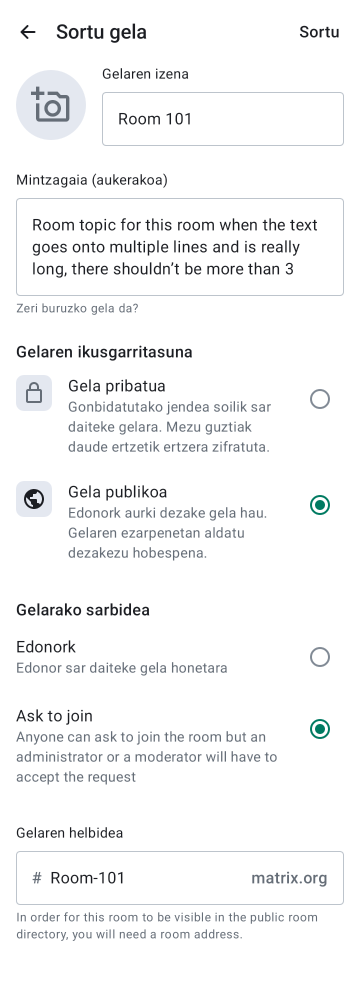 Sortu gela
Sortu
Gelaren izena
Room 101
Mintzagaia (aukerakoa)
Room topic for this room when the text
goes onto multiple lines and is really
long, there shouldn’t be more than 3
Zeri buruzko gela da?
Gelaren ikusgarritasuna
Gela pribatua
Gonbidatutako jendea soilik sar
daiteke gelara. Mezu guztiak
daude ertzetik ertzera zifratuta.
Gela publikoa
Edonork aurki dezake gela hau.
Gelaren ezarpenetan aldatu
dezakezu hobespena.
Gelarako sarbidea
Edonork
Edonor sar daiteke gela honetara
Ask to join
Anyone can ask to join the room but an
administrator or a moderator will have to
accept the request
Gelaren helbidea
# Room-101 matrix.org
In order for this room to be visible in the public room
directory, you will need a room address.